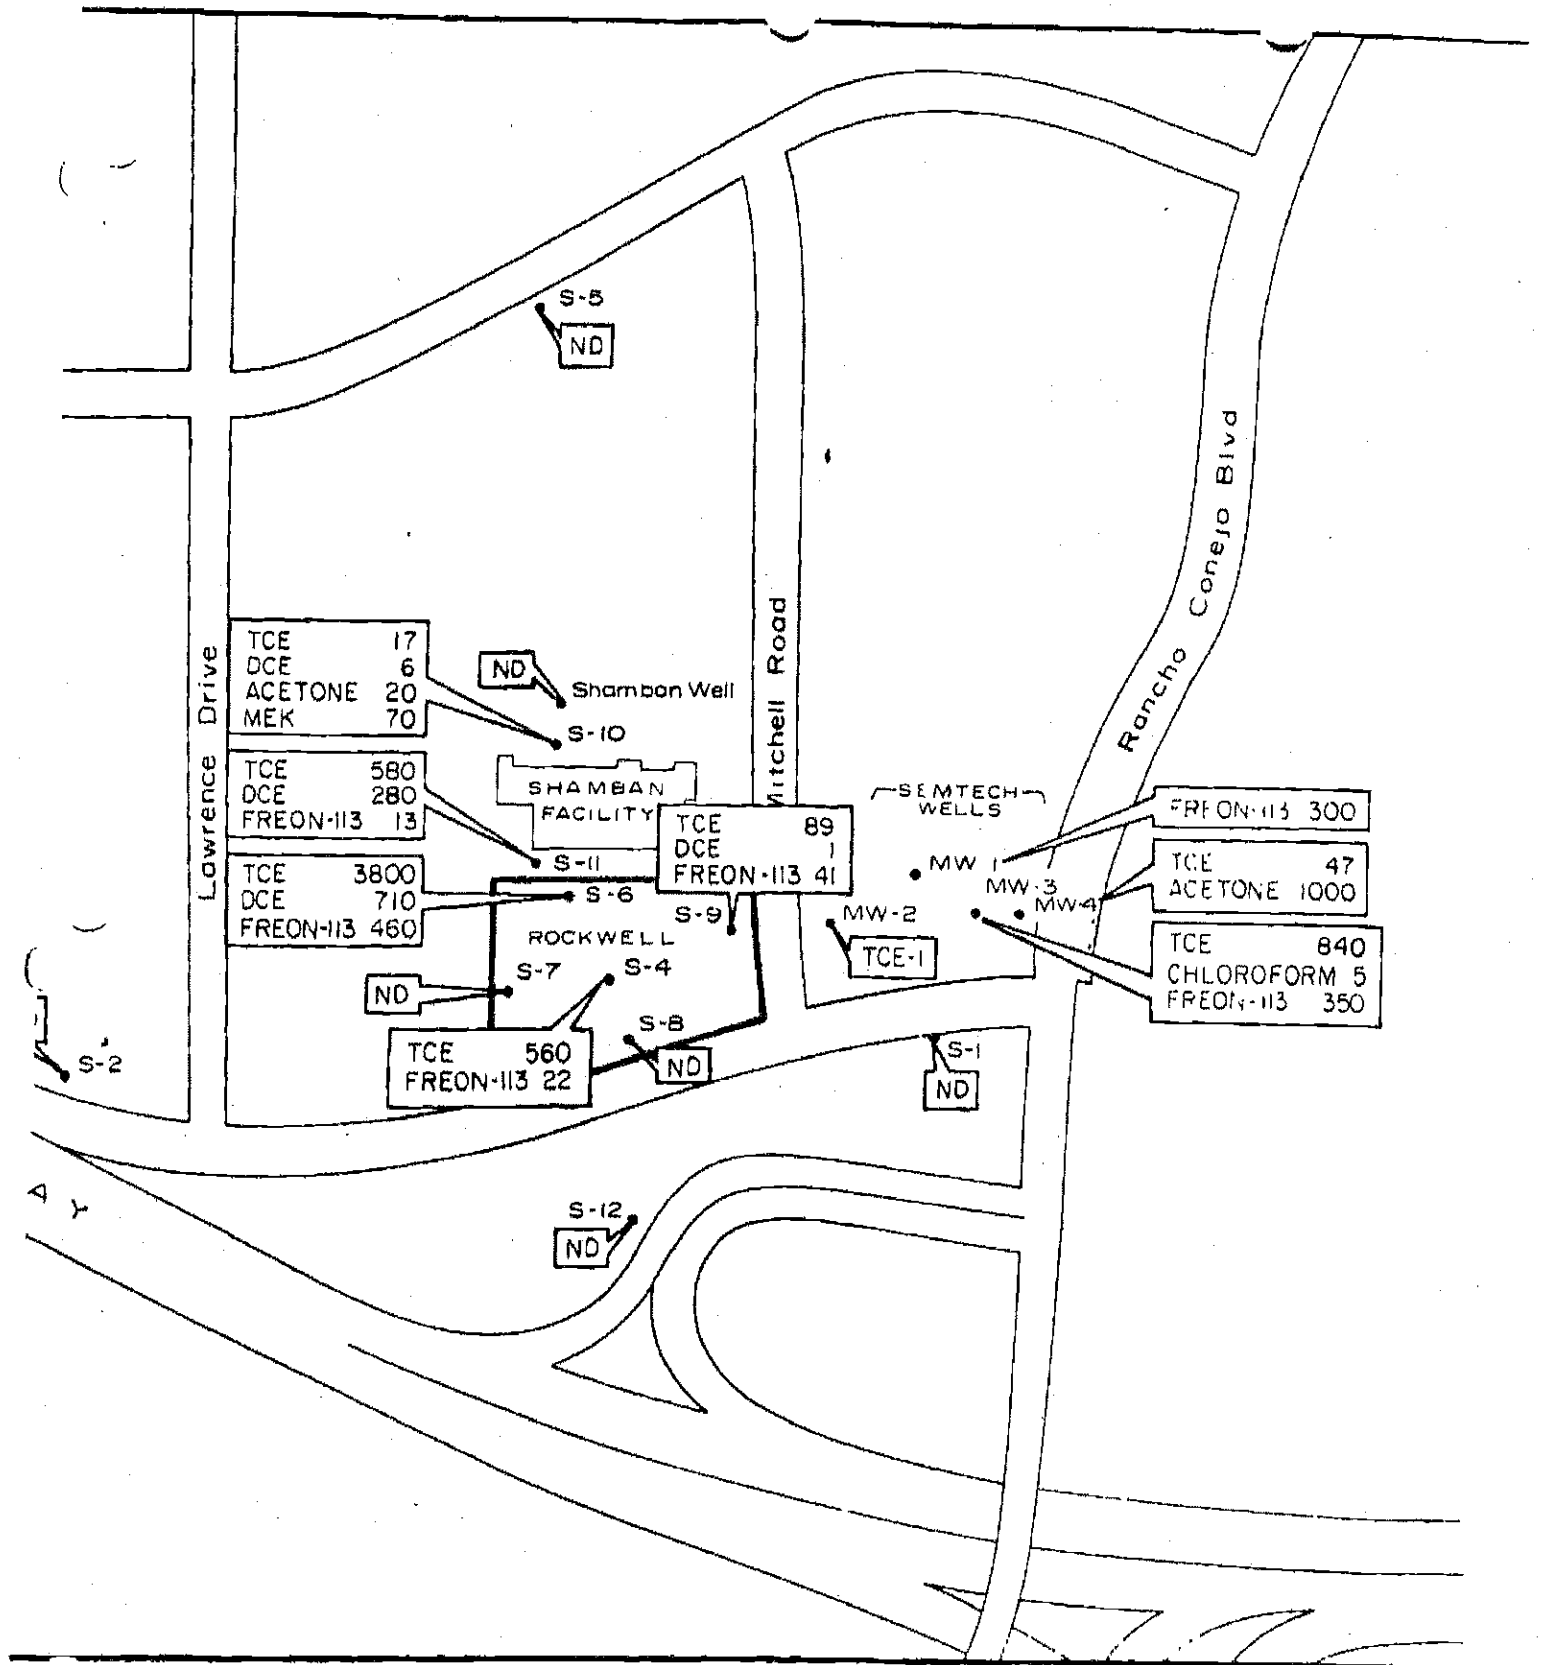 S-5
ND
Rancho Conejo Blvd
Mitchell Road
Lawrence Drive
TCE 17
DCE 6
ACETONE 20
MEK 70
ND
Shamban Well
S-10
TCE 580
DCE 280
FREON-113 13
SHAMBAN
FACILITY
S-11
TCE 89
DCE 1
FREON-113 41
SEMTECH
WELLS
FREON-113 300
MW 1
TCE 47
ACETONE 1000
MW-3
MW-4
TCE 3800
DCE 710
FREON-113 460
S-6
S-9
MW-2
TCE-1
TCE 840
CHLOROFORM 5
FREON-113 350
ROCKWELL
S-7
S-4
ND
S-8
ND
TCE 560
FREON-113 22
S-1
ND
S-2
A Y
S-12
ND